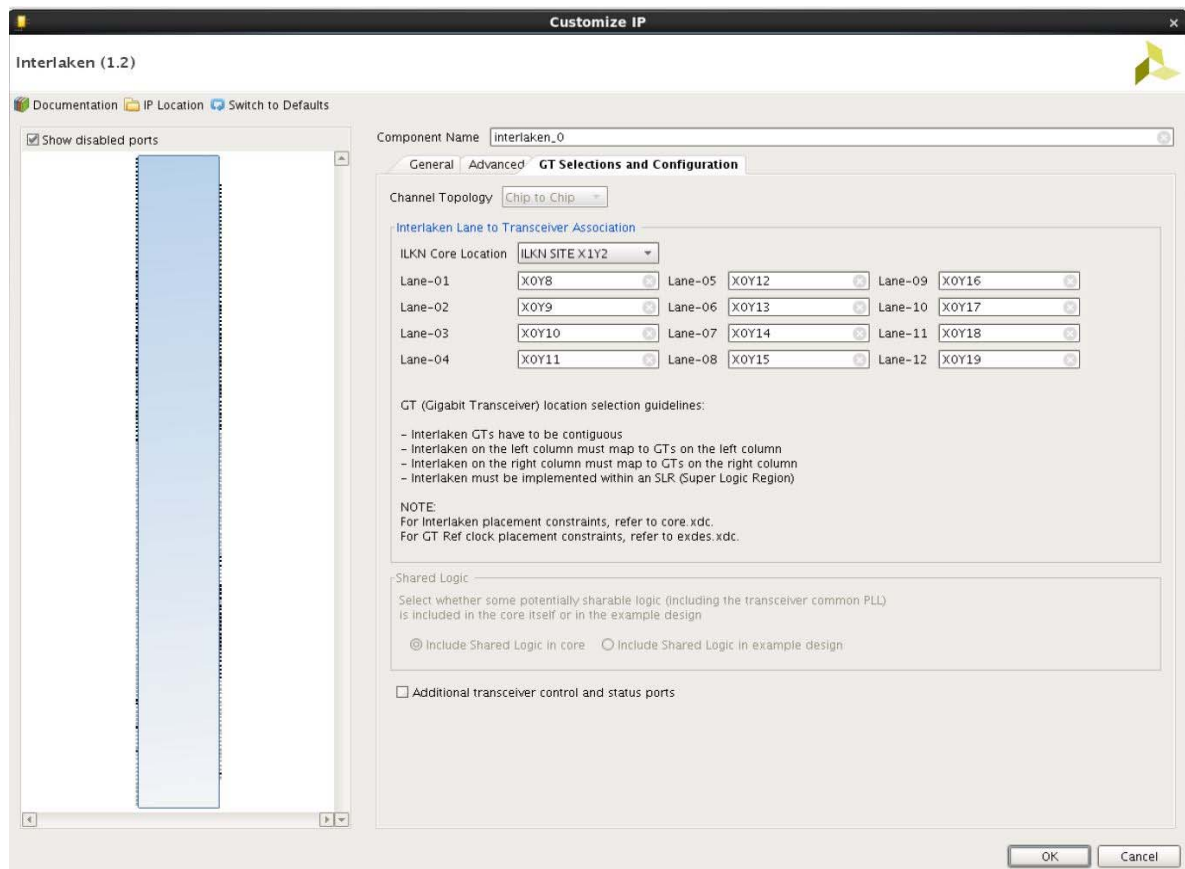 Customize IP
Interlaken (1.2)
Documentation IP Location Switch to Defaults
Show disabled ports
Component Name interlaken_0
General Advanced GT Selections and Configuration
Channel Topology Chip to Chip
Interlaken Lane to Transceiver Association
ILKN Core Location ILKN SITE X1Y2
Lane-01 X0Y8 Lane-05 X0Y12 Lane-09 X0Y16
Lane-02 X0Y9 Lane-06 X0Y13 Lane-10 X0Y17
Lane-03 X0Y10 Lane-07 X0Y14 Lane-11 X0Y18
Lane-04 X0Y11 Lane-08 X0Y15 Lane-12 X0Y19
GT (Gigabit Transceiver) location selection guidelines:
- Interlaken GTs have to be contiguous
- Interlaken on the left column must map to GTs on the left column
- Interlaken on the right column must map to GTs on the right column
- Interlaken must be implemented within an SLR (Super Logic Region)
NOTE:
For Interlaken placement constraints, refer to core.xdc.
For GT Ref clock placement constraints, refer to exdes.xdc.
Shared Logic
Select whether some potentially sharable logic (including the transceiver common PLL)
is included in the core itself or in the example design
Include Shared Logic in core Include Shared Logic in example design
Additional transceiver control and status ports
OK Cancel